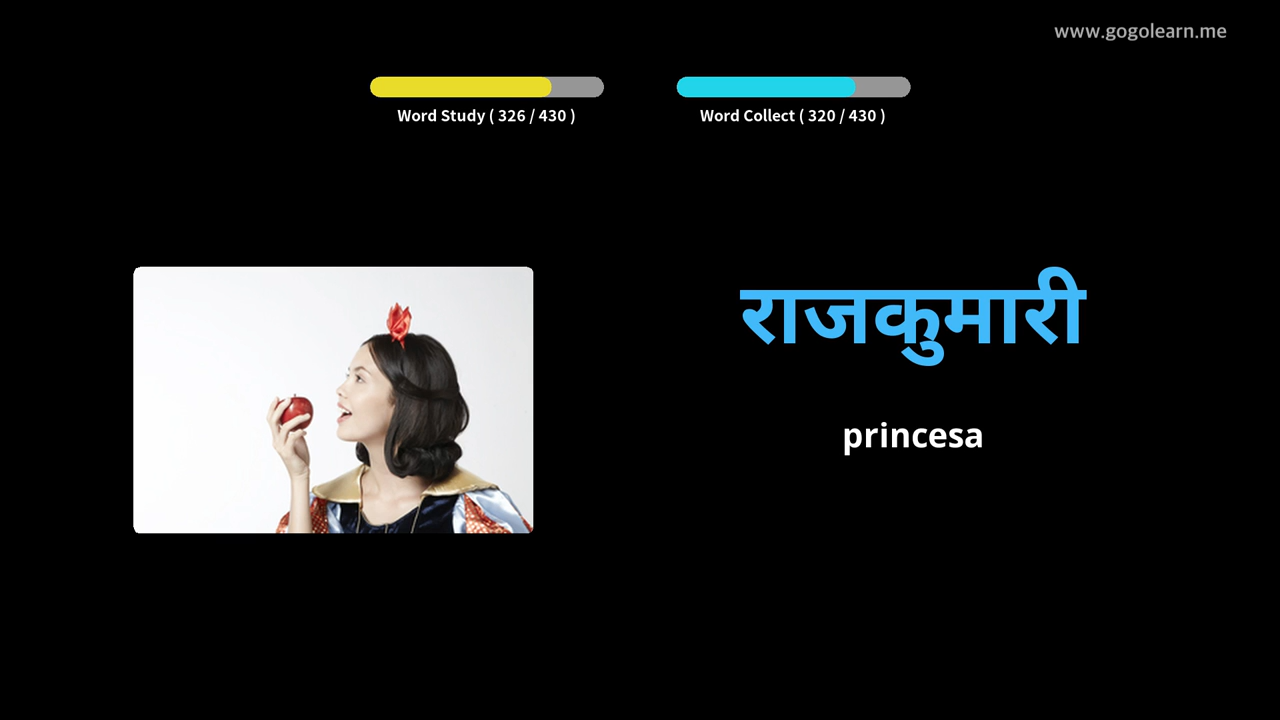 www.gogolearn.me
Word Study ( 326 / 430 )
Word Collect ( 320 / 430 )
राजकुमारी
princesa